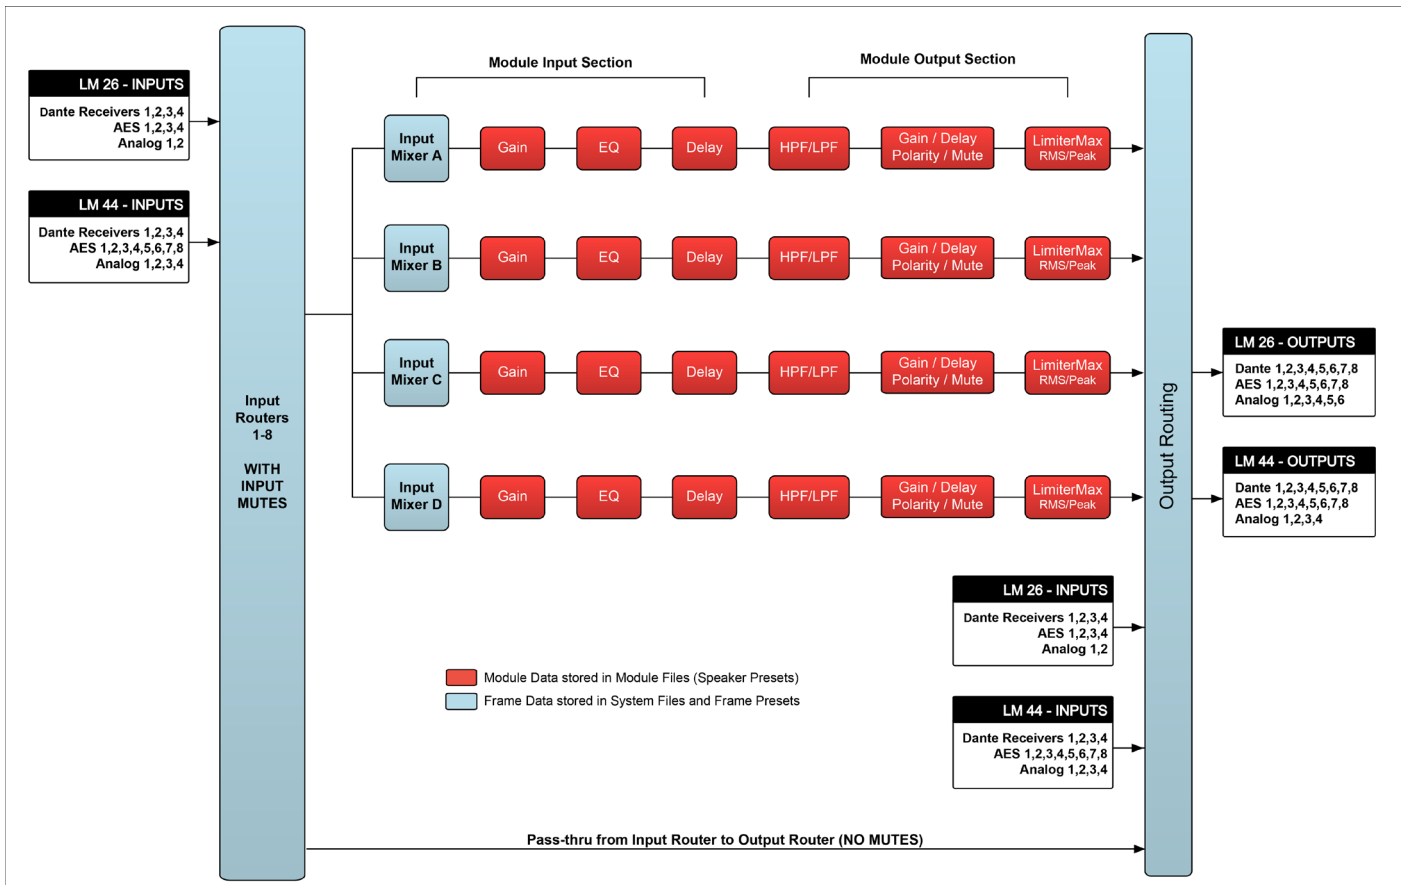 Module Input Section
Module Output Section
LM 26 - INPUTS
Dante Receivers 1,2,3,4
AES 1,2,3,4
Analog 1,2
LM 44 - INPUTS
Dante Receivers 1,2,3,4
AES 1,2,3,4,5,6,7,8
Analog 1,2,3,4
Input
Routers
1-8
WITH
INPUT
MUTES
Input
Mixer A
Gain
EQ
Delay
HPF/LPF
Gain / Delay
Polarity / Mute
LimiterMax
RMS/Peak
Input
Mixer B
Gain
EQ
Delay
HPF/LPF
Gain / Delay
Polarity / Mute
LimiterMax
RMS/Peak
Input
Mixer C
Gain
EQ
Delay
HPF/LPF
Gain / Delay
Polarity / Mute
LimiterMax
RMS/Peak
Input
Mixer D
Gain
EQ
Delay
HPF/LPF
Gain / Delay
Polarity / Mute
LimiterMax
RMS/Peak
Output Routing
LM 26 - OUTPUTS
Dante 1,2,3,4,5,6,7,8
AES 1,2,3,4,5,6,7,8
Analog 1,2,3,4,5,6
LM 44 - OUTPUTS
Dante 1,2,3,4,5,6,7,8
AES 1,2,3,4,5,6,7,8
Analog 1,2,3,4
LM 26 - INPUTS
Dante Receivers 1,2,3,4
AES 1,2,3,4
Analog 1,2
LM 44 - INPUTS
Dante Receivers 1,2,3,4
AES 1,2,3,4,5,6,7,8
Analog 1,2,3,4
Module Data stored in Module Files (Speaker Presets)
Frame Data stored in System Files and Frame Presets
Pass-thru from Input Router to Output Router (NO MUTES)